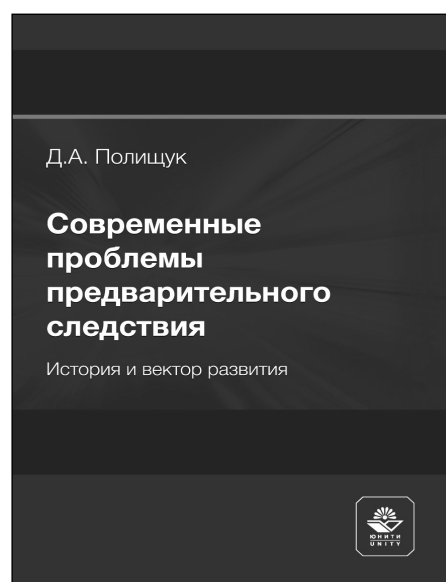 Д.А. Полищук
Современные
проблемы
предварительного
следствия
История и вектор развития
ЮНИТИ
UNITY